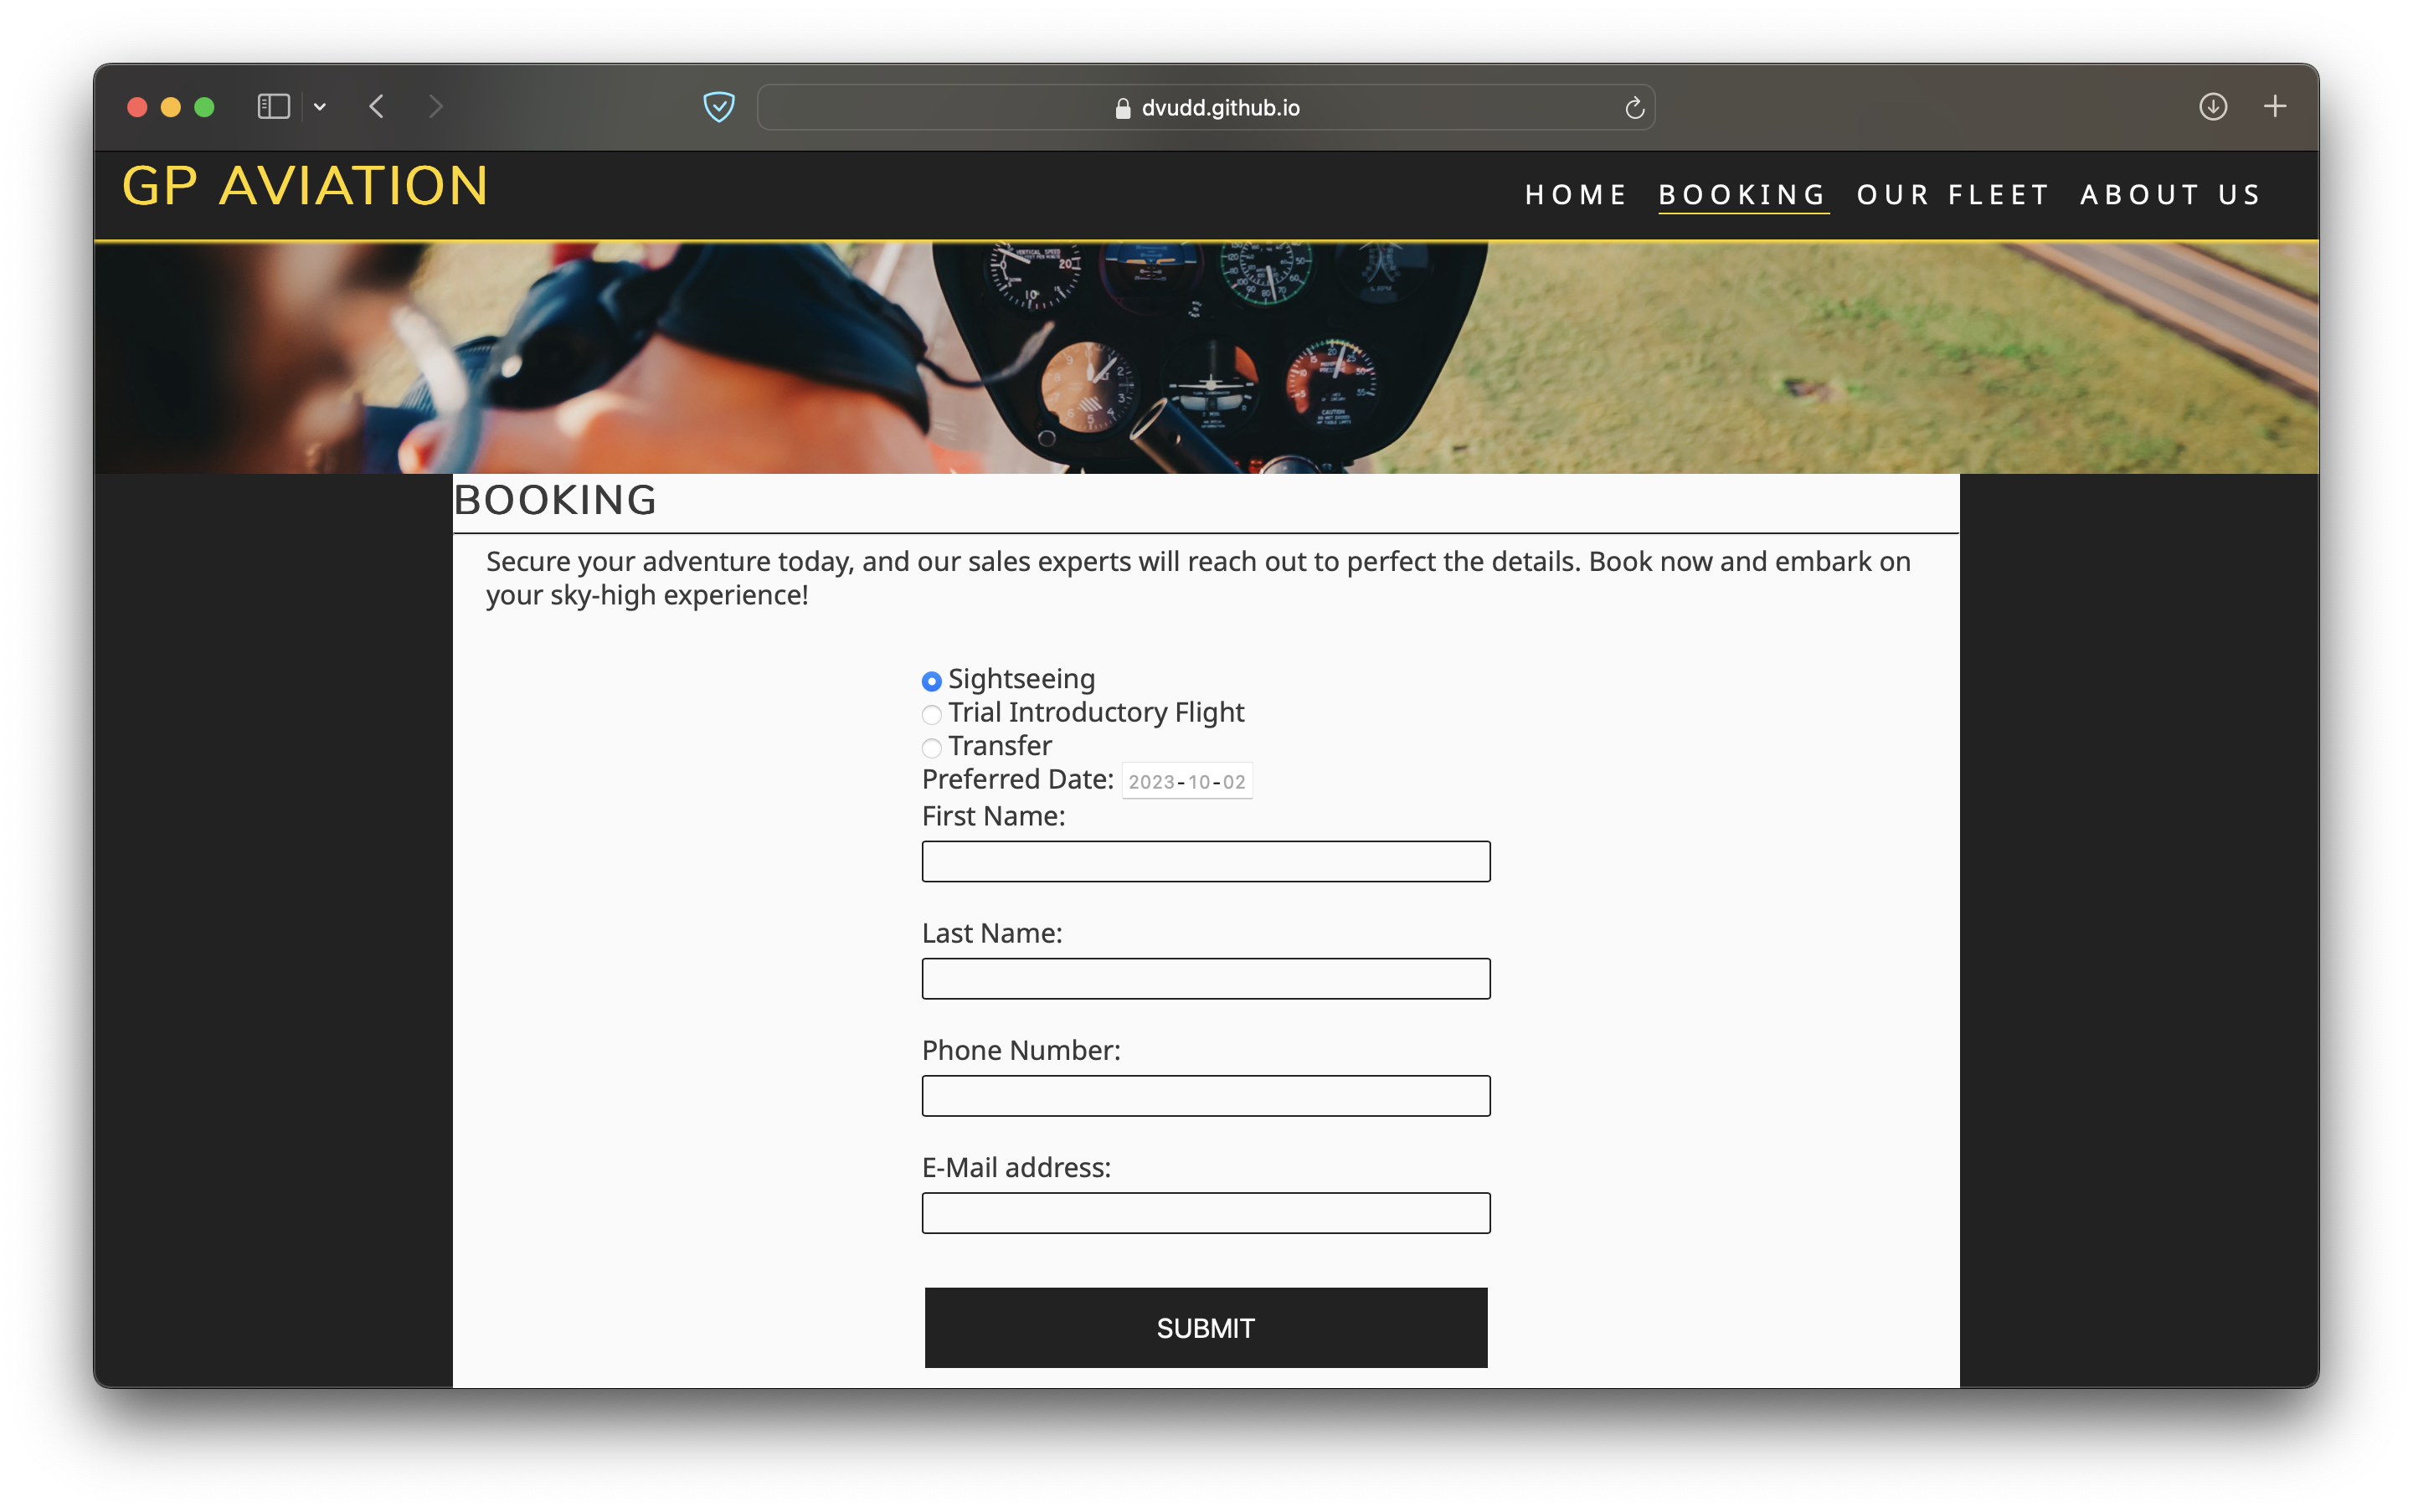 dvudd.github.io
GP AVIATION
HOME BOOKING OUR FLEET ABOUT US
BOOKING
Secure your adventure today, and our sales experts will reach out to perfect the details. Book now and embark on
your sky-high experience!
Sightseeing
Trial Introductory Flight
Transfer
Preferred Date: 2023-10-02
First Name:
Last Name:
Phone Number:
E-Mail address:
SUBMIT